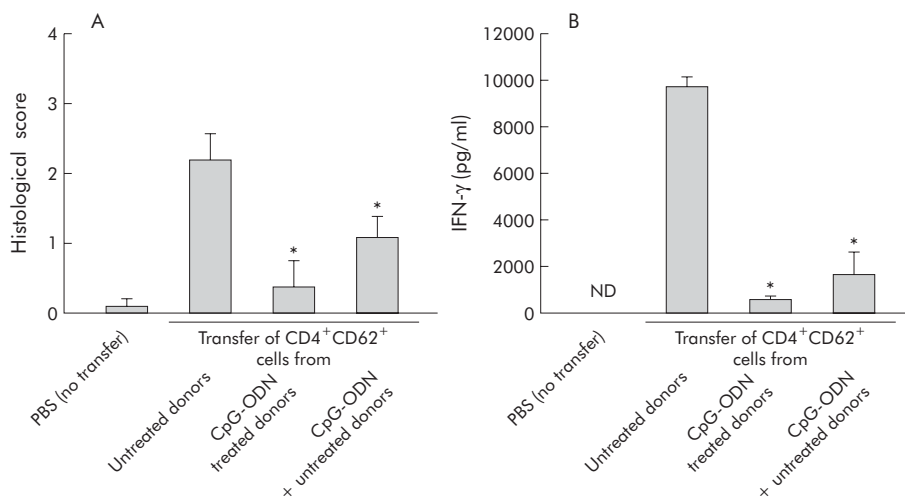 A
Histological score
4
3
2
1
0
PBS (no transfer)
Transfer of CD4⁺CD62⁺
cells from
Untreated donors
CpG-ODN
treated donors
CpG-ODN
+ untreated donors
*
*
B
IFN-γ (pg/ml)
12000
10000
8000
6000
4000
2000
0
ND
*
*
PBS (no transfer)
Transfer of CD4⁺CD62⁺
cells from
Untreated donors
CpG-ODN
treated donors
CpG-ODN
+ untreated donors